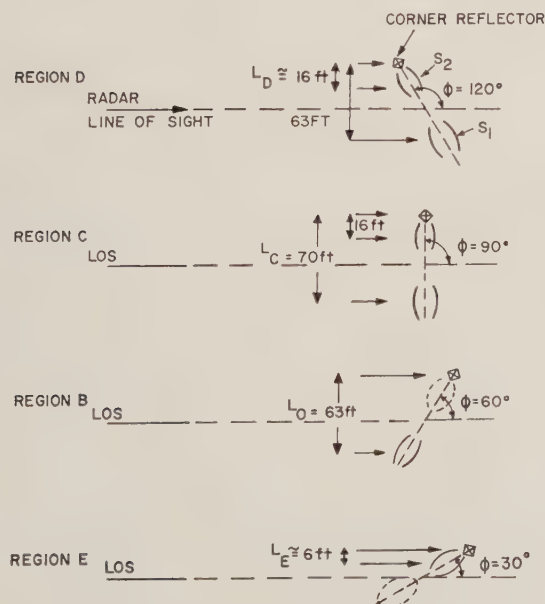 CORNER REFLECTOR
REGION D
L_D ≅ 16 ft
S_2
ϕ = 120°
RADAR
LINE OF SIGHT
63FT
S_1
REGION C
LOS
16ft
L_C = 70ft
ϕ = 90°
REGION B
LOS
L_O = 63ft
ϕ = 60°
REGION E
LOS
L_E ≅ 6 ft
ϕ = 30°